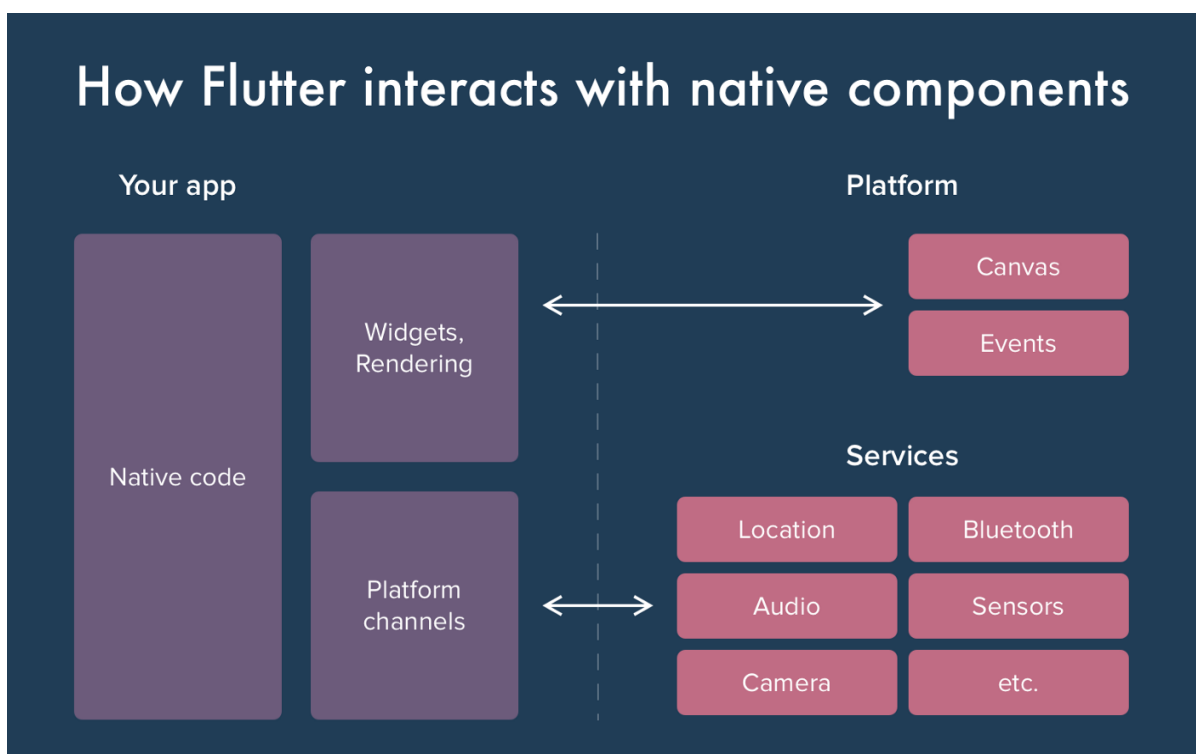 How Flutter interacts with native components
Your app
Platform
Native code
Widgets,
Rendering
Platform
channels
Canvas
Events
Services
Location
Bluetooth
Audio
Sensors
Camera
etc.